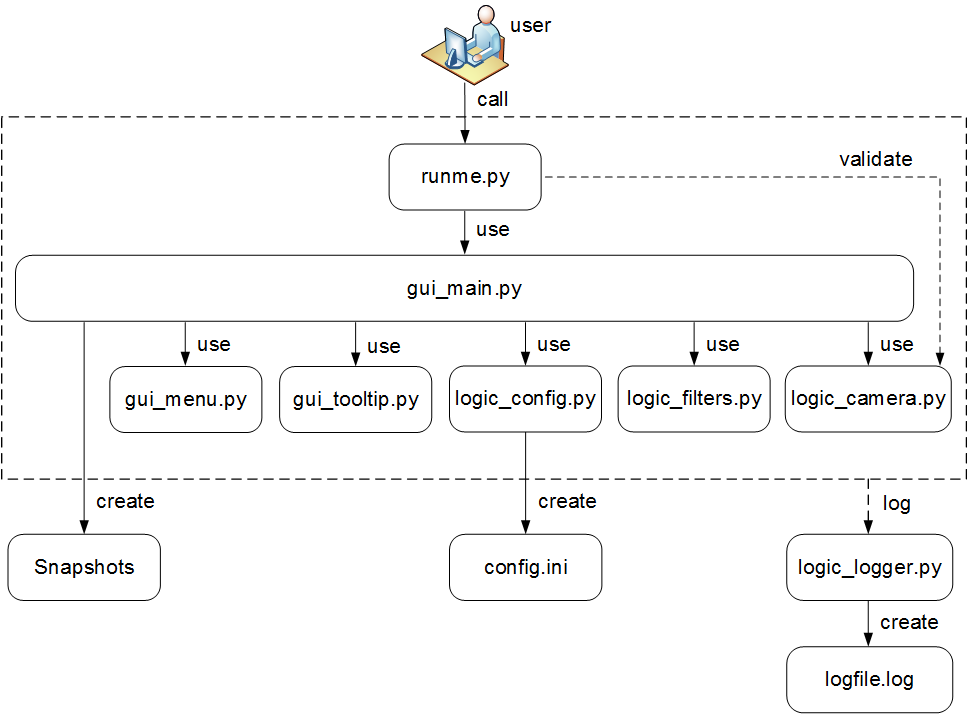 user
call
validate
runme.py
use
gui_main.py
use
use
use
use
use
gui_menu.py
gui_tooltip.py
logic_config.py
logic_filters.py
logic_camera.py
create
create
log
Snapshots
config.ini
logic_logger.py
create
logfile.log